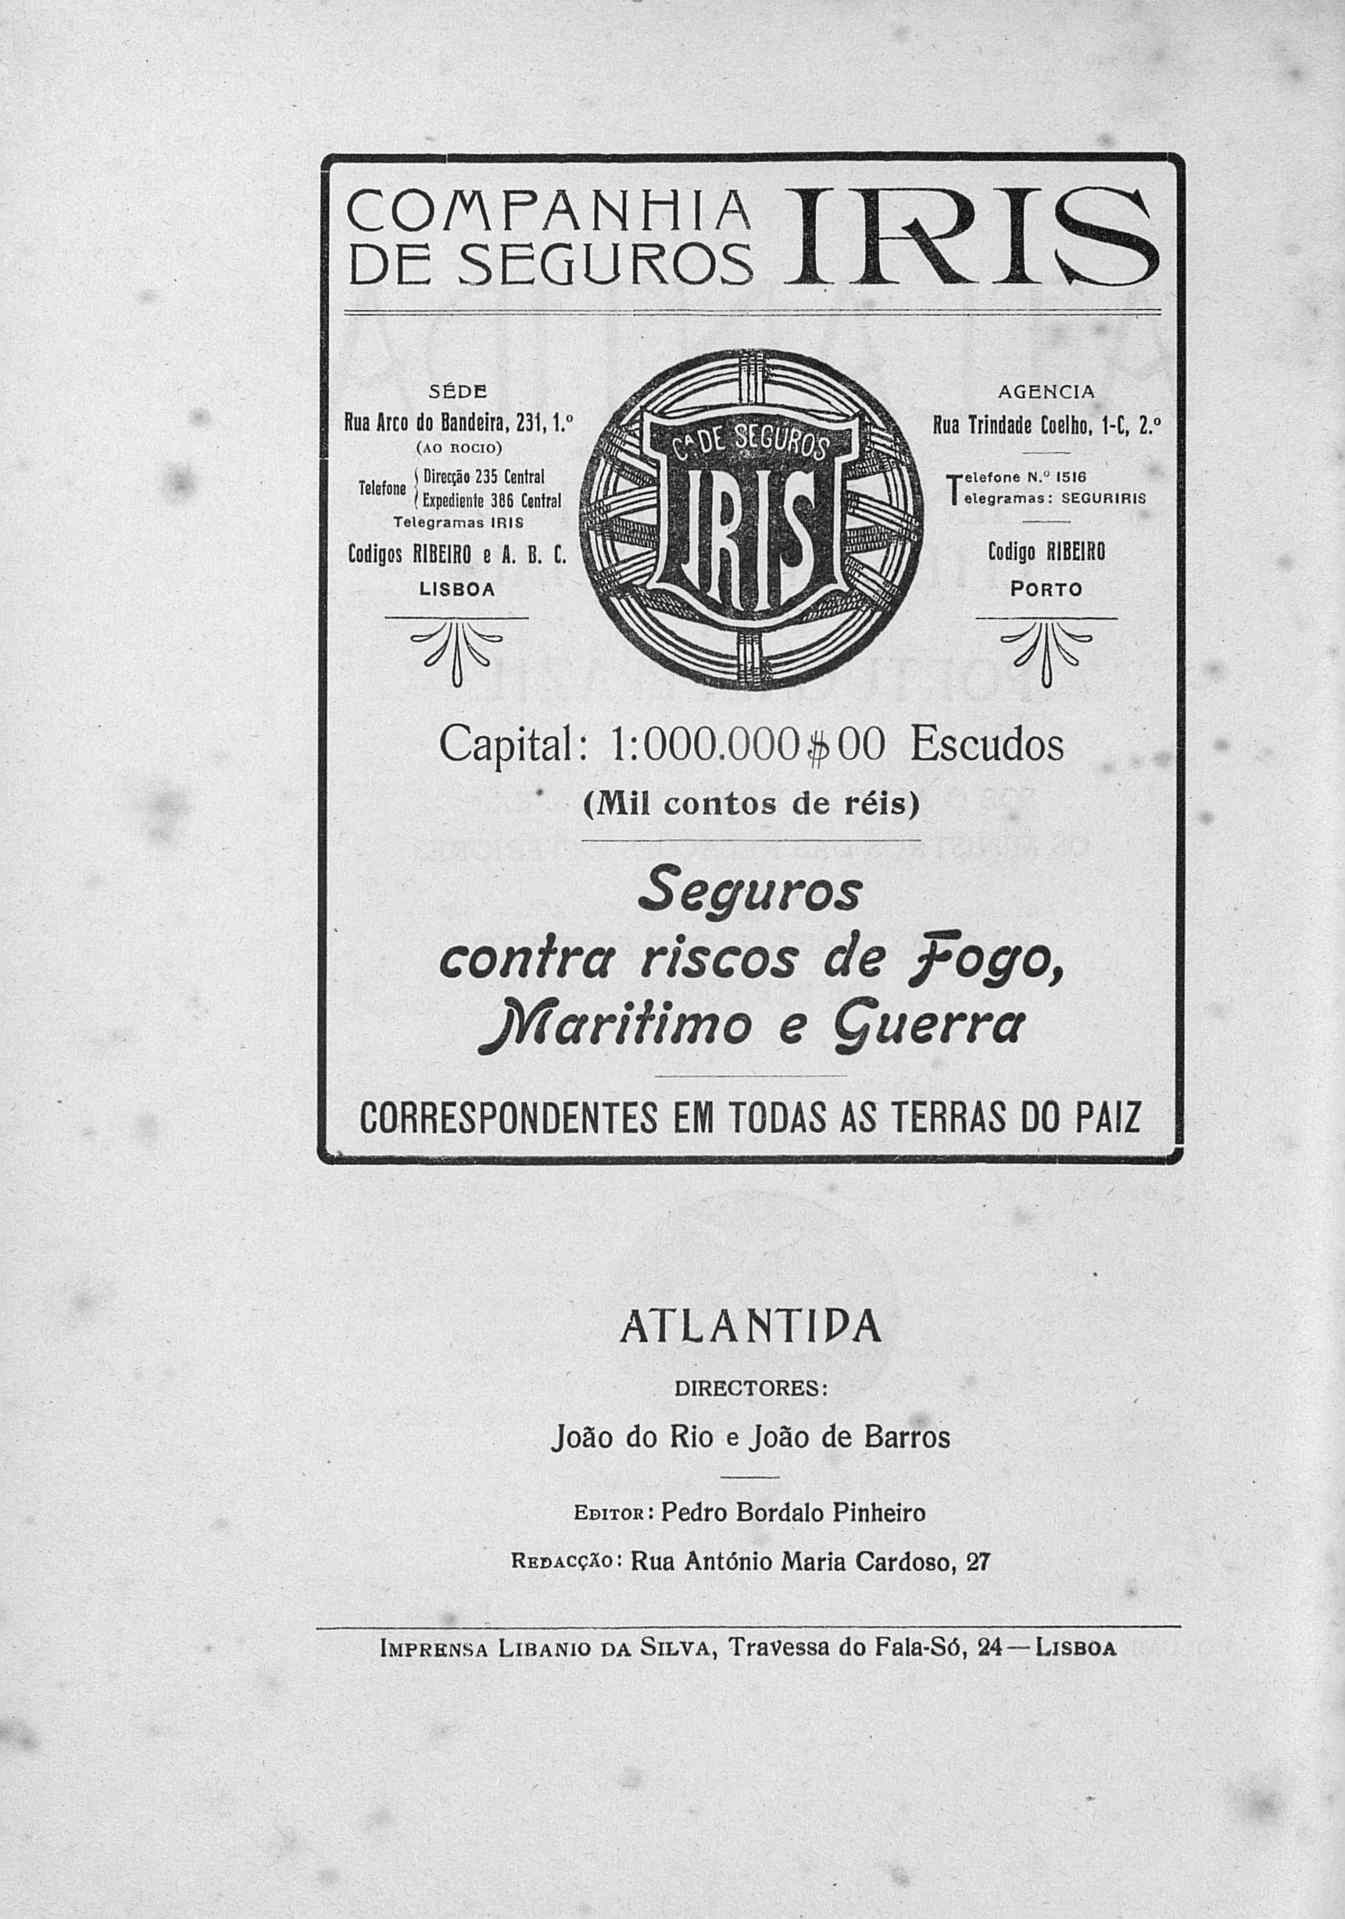 COMPANHIA
DE SEGUROS
IRIS
SÉDE
Rua Arco do Bandeira, 231, 1.º
(AO ROCIO)
Telefone { Direcção 235 Central
Expediente 386 Central
Telegramas IRIS
Codigos RIBEIRO e A. B. C.
LISBOA
C.ª DE SEGUROS
IRIS
AGENCIA
Rua Trindade Coelho, 1-C, 2.º
Telefone N.º 1516
Telegramas: SEGURIRIS
Codigo RIBEIRO
PORTO
Capital: 1:000.000$00 Escudos
(Mil contos de réis)
Seguros
contra riscos de Fogo,
Maritimo e Guerra
CORRESPONDENTES EM TODAS AS TERRAS DO PAIZ
ATLANTIDA
DIRECTORES:
João do Rio e João de Barros
EDITOR: Pedro Bordalo Pinheiro
REDACÇÃO: Rua António Maria Cardoso, 27
IMPRENSA LIBANIO DA SILVA, Travessa do Fala-Só, 24 — LISBOA